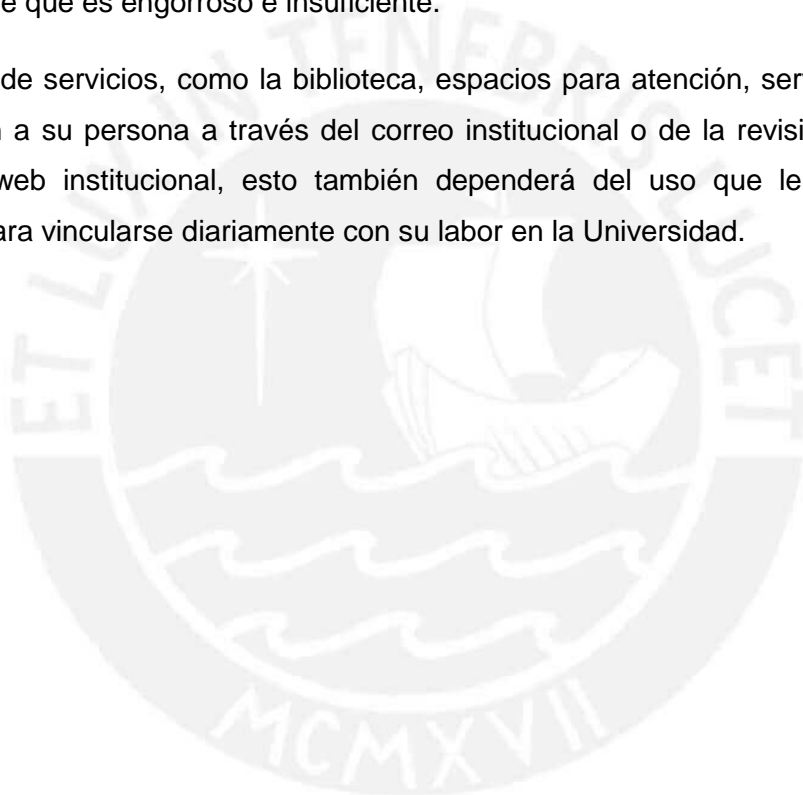 e que es engorroso e insuficiente.
de servicios, como la biblioteca, espacios para atención, ser
a su persona a través del correo institucional o de la revisi
web institucional, esto también dependerá del uso que le
ara vincularse diariamente con su labor en la Universidad.
ET LUX IN TENEBRIS LUCET
MCMXVII